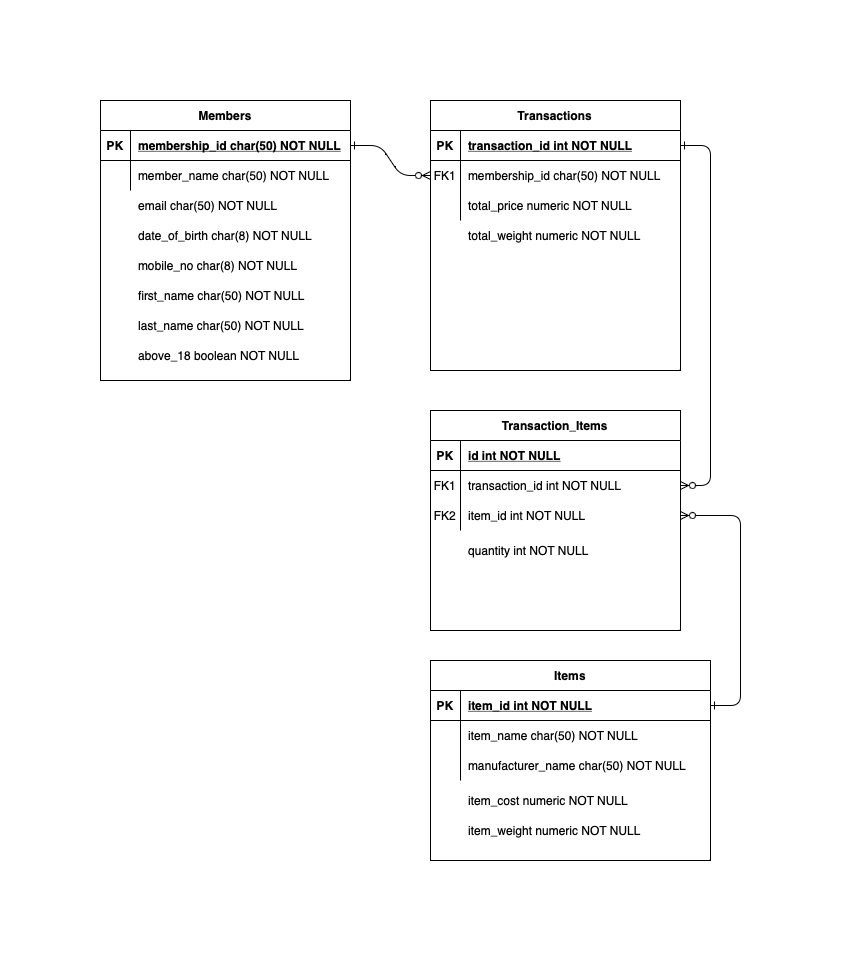 Members
PK membership_id char(50) NOT NULL
member_name char(50) NOT NULL
email char(50) NOT NULL
date_of_birth char(8) NOT NULL
mobile_no char(8) NOT NULL
first_name char(50) NOT NULL
last_name char(50) NOT NULL
above_18 boolean NOT NULL
Transactions
PK transaction_id int NOT NULL
FK1 membership_id char(50) NOT NULL
total_price numeric NOT NULL
total_weight numeric NOT NULL
Transaction_Items
PK id int NOT NULL
FK1 transaction_id int NOT NULL
FK2 item_id int NOT NULL
quantity int NOT NULL
Items
PK item_id int NOT NULL
item_name char(50) NOT NULL
manufacturer_name char(50) NOT NULL
item_cost numeric NOT NULL
item_weight numeric NOT NULL